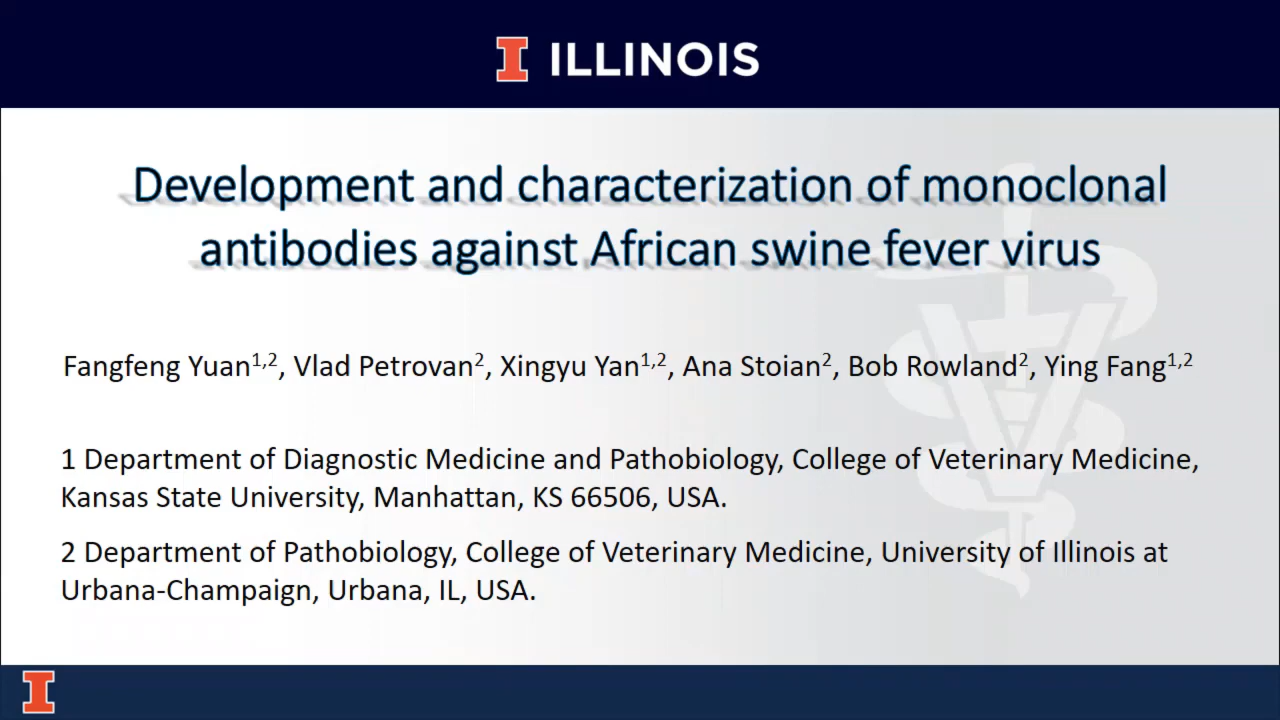 I ILLINOIS
Development and characterization of monoclonal
antibodies against African swine fever virus
Fangfeng Yuan1,2, Vlad Petrovan2, Xingyu Yan1,2, Ana Stoian2, Bob Rowland2, Ying Fang1,2
1 Department of Diagnostic Medicine and Pathobiology, College of Veterinary Medicine,
Kansas State University, Manhattan, KS 66506, USA.
2 Department of Pathobiology, College of Veterinary Medicine, University of Illinois at
Urbana-Champaign, Urbana, IL, USA.
I